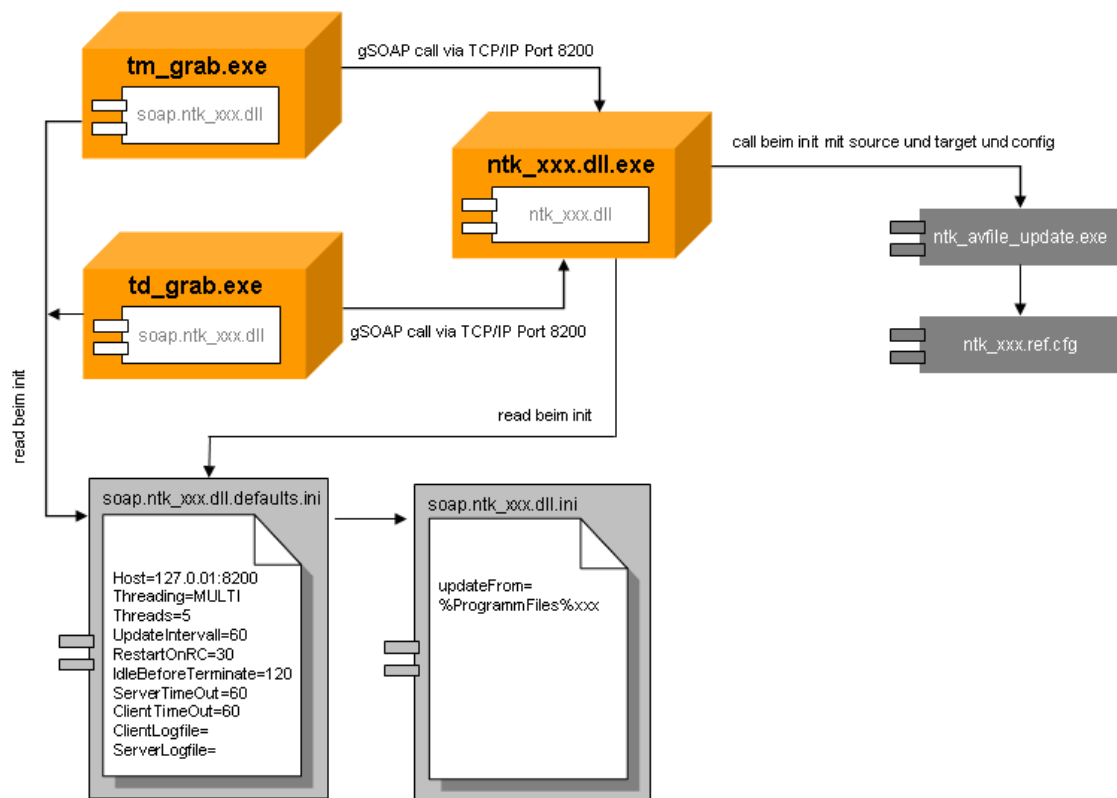 gSOAP call via TCP/IP Port 8200
tm_grab.exe
soap.ntk_xxx.dll
ntk_xxx.dll.exe
ntk_xxx.dll
call beim init mit source und target und config
ntk_avfile_update.exe
ntk_xxx.ref.cfg
td_grab.exe
soap.ntk_xxx.dll
gSOAP call via TCP/IP Port 8200
read beim init
read beim init
soap.ntk_xxx.dll.defaults.ini
Host=127.0.01:8200
Threading=MULTI
Threads=5
UpdateIntervall=60
RestartOnRC=30
IdleBeforeTerminate=120
ServerTimeOut=60
ClientTimeOut=60
ClientLogfile=
ServerLogfile=
soap.ntk_xxx.dll.ini
updateFrom=
%ProgrammFiles%xxx